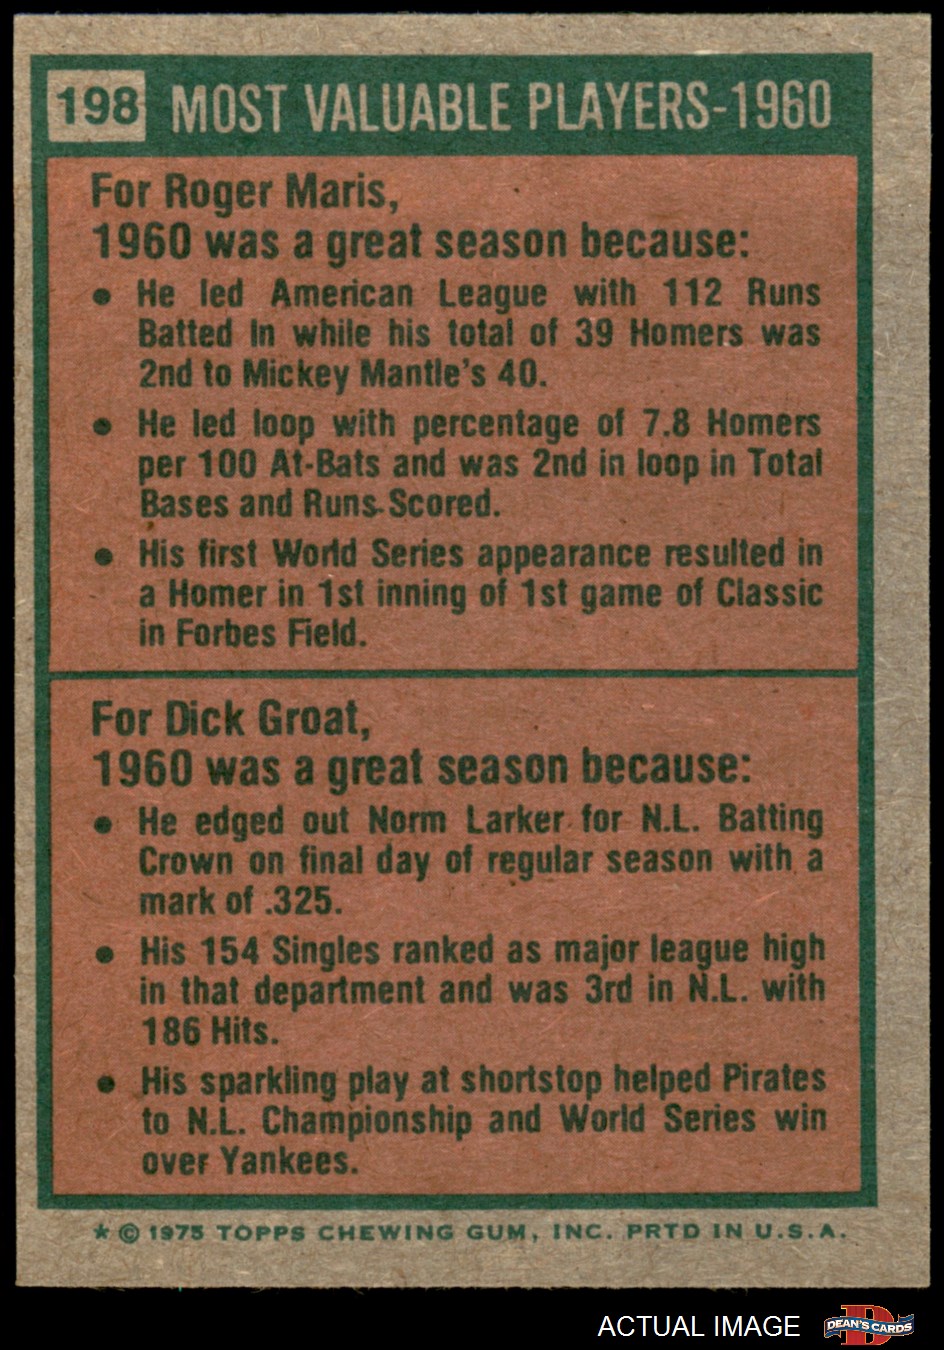 198 MOST VALUABLE PLAYERS-1960
For Roger Maris,
1960 was a great season because:
• He led American League with 112 Runs
Batted In while his total of 39 Homers was
2nd to Mickey Mantle's 40.
• He led loop with percentage of 7.8 Homers
per 100 At-Bats and was 2nd in loop in Total
Bases and Runs Scored.
• His first World Series appearance resulted in
a Homer in 1st inning of 1st game of Classic
in Forbes Field.
For Dick Groat,
1960 was a great season because:
• He edged out Norm Larker for N.L. Batting
Crown on final day of regular season with a
mark of .325.
• His 154 Singles ranked as major league high
in that department and was 3rd in N.L. with
186 Hits.
• His sparkling play at shortstop helped Pirates
to N.L. Championship and World Series win
over Yankees.
* © 1975 TOPPS CHEWING GUM, INC. PRTD IN U.S.A.
ACTUAL IMAGE D DEAN'S CARDS